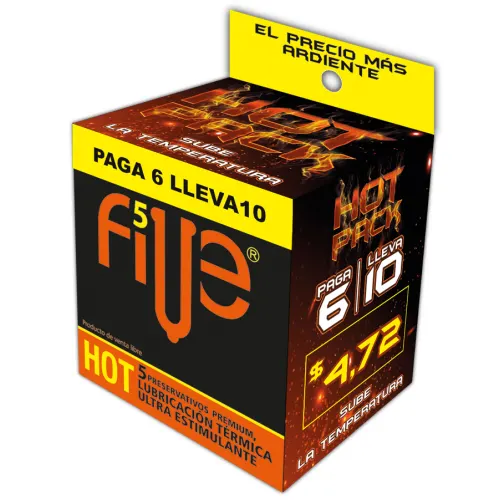 EL PRECIO MÁS
ARDIENTE
HOT
PACK
SUBE
LA TEMPERATURA
PAGA 6 LLEVA10
5
five®
Producto de venta libre
HOT
5 PRESERVATIVOS PREMIUM,
LUBRICACIÓN TÉRMICA
ULTRA ESTIMULANTE
HOT
PACK
PAGA
6
LLEVA
10
$4,72
SUBE
LA TEMPERATURA